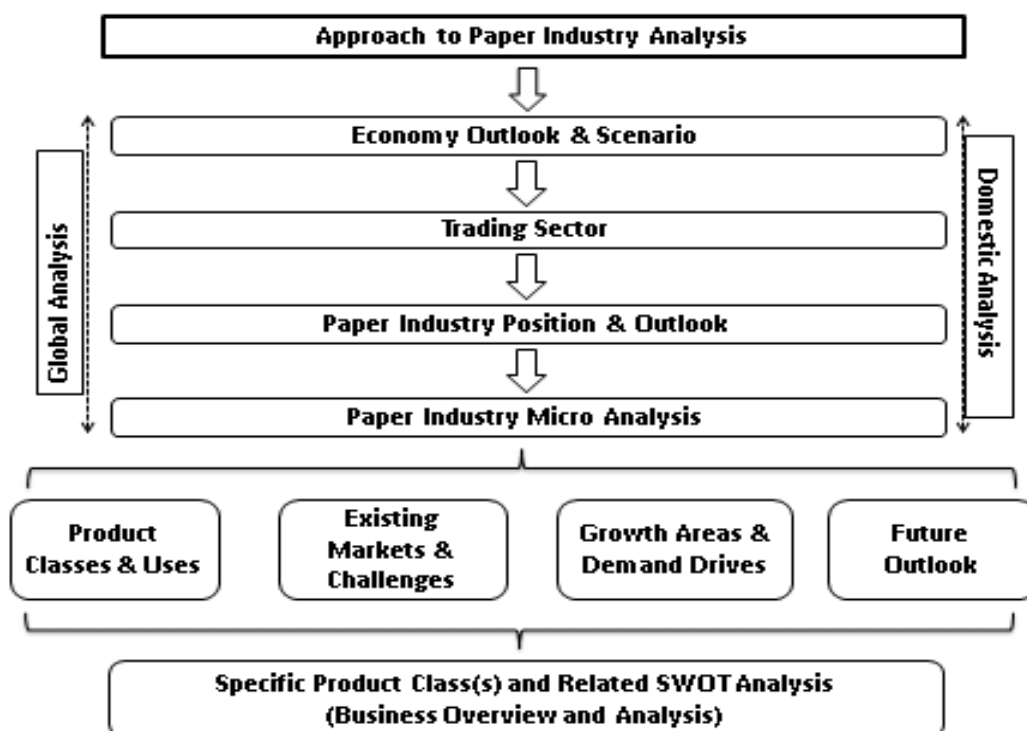 Approach to Paper Industry Analysis
Economy Outlook & Scenario
Global Analysis
Domestic Analysis
Trading Sector
Paper Industry Position & Outlook
Paper Industry Micro Analysis
Product
Classes & Uses
Existing
Markets &
Challenges
Growth Areas &
Demand Drives
Future
Outlook
Specific Product Class(s) and Related SWOT Analysis
(Business Overview and Analysis)